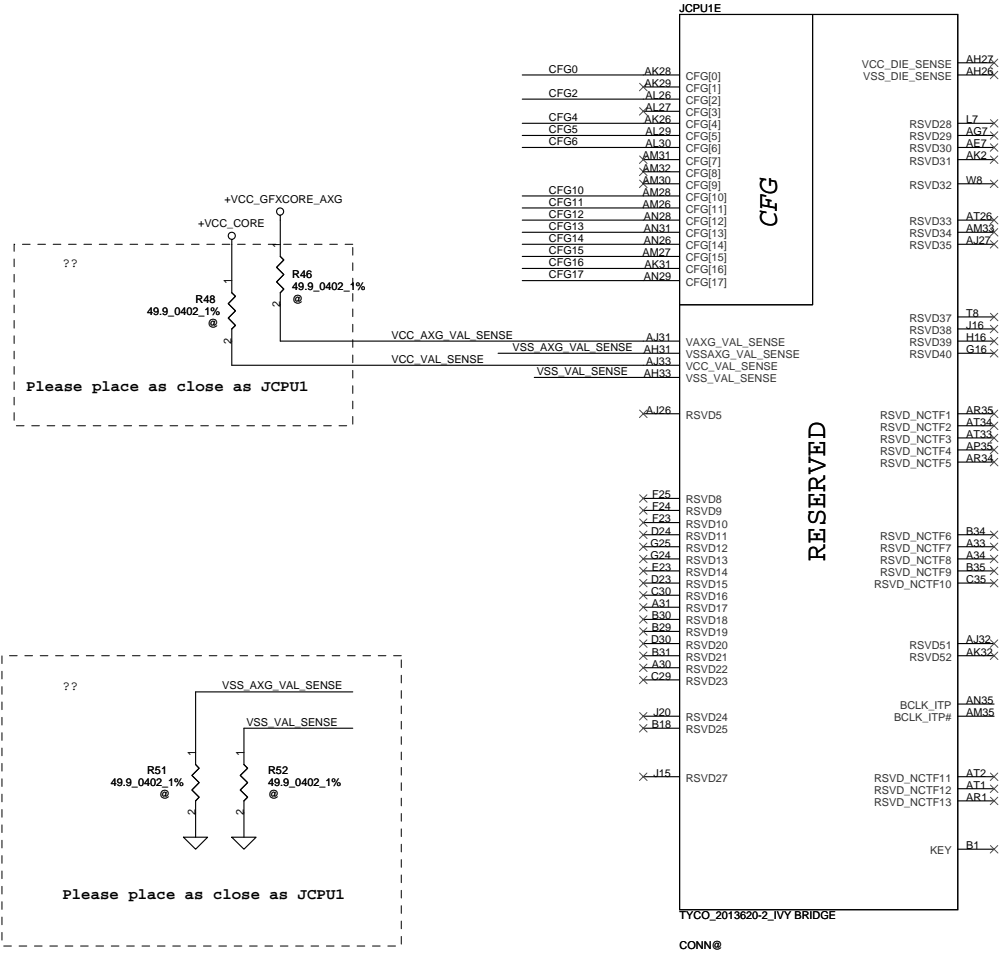 JCPU1E
CFG0 AK28 CFG[0]
AK29 CFG[1]
CFG2 AL26 CFG[2]
AL27 CFG[3]
CFG4 AK26 CFG[4]
CFG5 AL29 CFG[5]
CFG6 AL30 CFG[6]
AM31 CFG[7]
AM32 CFG[8]
AM30 CFG[9]
CFG10 AM28 CFG[10]
CFG11 AM26 CFG[11]
CFG12 AN28 CFG[12]
CFG13 AN31 CFG[13]
CFG14 AN26 CFG[14]
CFG15 AM27 CFG[15]
CFG16 AK31 CFG[16]
CFG17 AN29 CFG[17]
CFG
VCC_DIE_SENSE AH27
VSS_DIE_SENSE AH26
RSVD28 L7
RSVD29 AG7
RSVD30 AE7
RSVD31 AK2
RSVD32 W8
RSVD33 AT26
RSVD34 AM33
RSVD35 AJ27
RSVD37 T8
RSVD38 J16
RSVD39 H16
RSVD40 G16
+VCC_GFXCORE_AXG
+VCC_CORE
??
1
R46
49.9_0402_1%
@
2
1
R48
49.9_0402_1%
@
2
VCC_AXG_VAL_SENSE AJ31 VAXG_VAL_SENSE
VSS_AXG_VAL_SENSE AH31 VSSAXG_VAL_SENSE
VCC_VAL_SENSE AJ33 VCC_VAL_SENSE
VSS_VAL_SENSE AH33 VSS_VAL_SENSE
Please place as close as JCPU1
AJ26 RSVD5
RESERVED
RSVD_NCTF1 AR35
RSVD_NCTF2 AT34
RSVD_NCTF3 AT33
RSVD_NCTF4 AP35
RSVD_NCTF5 AR34
F25 RSVD8
F24 RSVD9
F23 RSVD10
D24 RSVD11
G25 RSVD12
G24 RSVD13
E23 RSVD14
D23 RSVD15
C30 RSVD16
A31 RSVD17
B30 RSVD18
B29 RSVD19
D30 RSVD20
B31 RSVD21
A30 RSVD22
C29 RSVD23
RSVD_NCTF6 B34
RSVD_NCTF7 A33
RSVD_NCTF8 A34
RSVD_NCTF9 B35
RSVD_NCTF10 C35
RSVD51 AJ32
RSVD52 AK32
J20 RSVD24
B18 RSVD25
BCLK_ITP AN35
BCLK_ITP# AM35
J15 RSVD27
RSVD_NCTF11 AT2
RSVD_NCTF12 AT1
RSVD_NCTF13 AR1
KEY B1
??
VSS_AXG_VAL_SENSE
VSS_VAL_SENSE
1
R51
49.9_0402_1%
@
2
1
R52
49.9_0402_1%
@
2
Please place as close as JCPU1
TYCO_2013620-2_IVY BRIDGE
CONN@